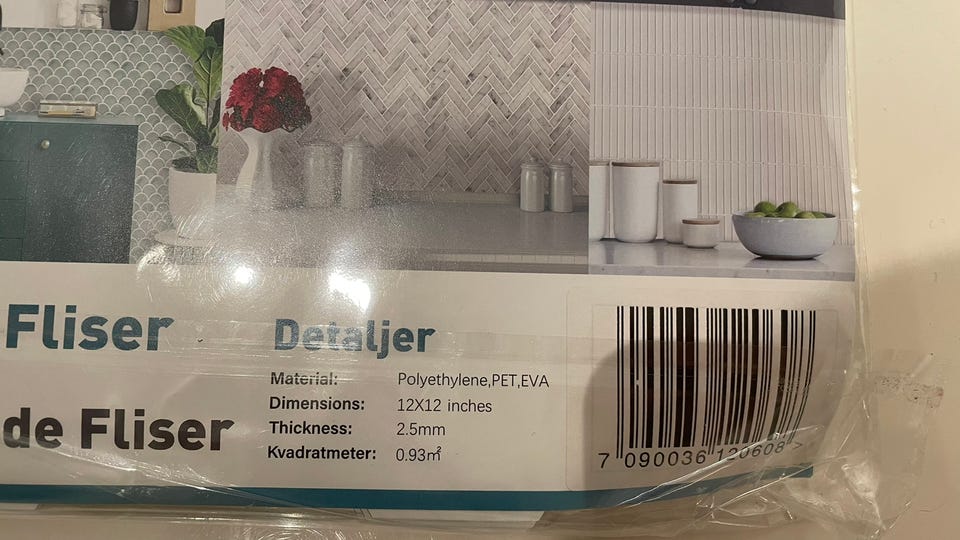 Fliser
de Fliser
Detaljer
Material: Polyethylene,PET,EVA
Dimensions: 12X12 inches
Thickness: 2.5mm
Kvadratmeter: 0.93㎡
7 090036 120608 >